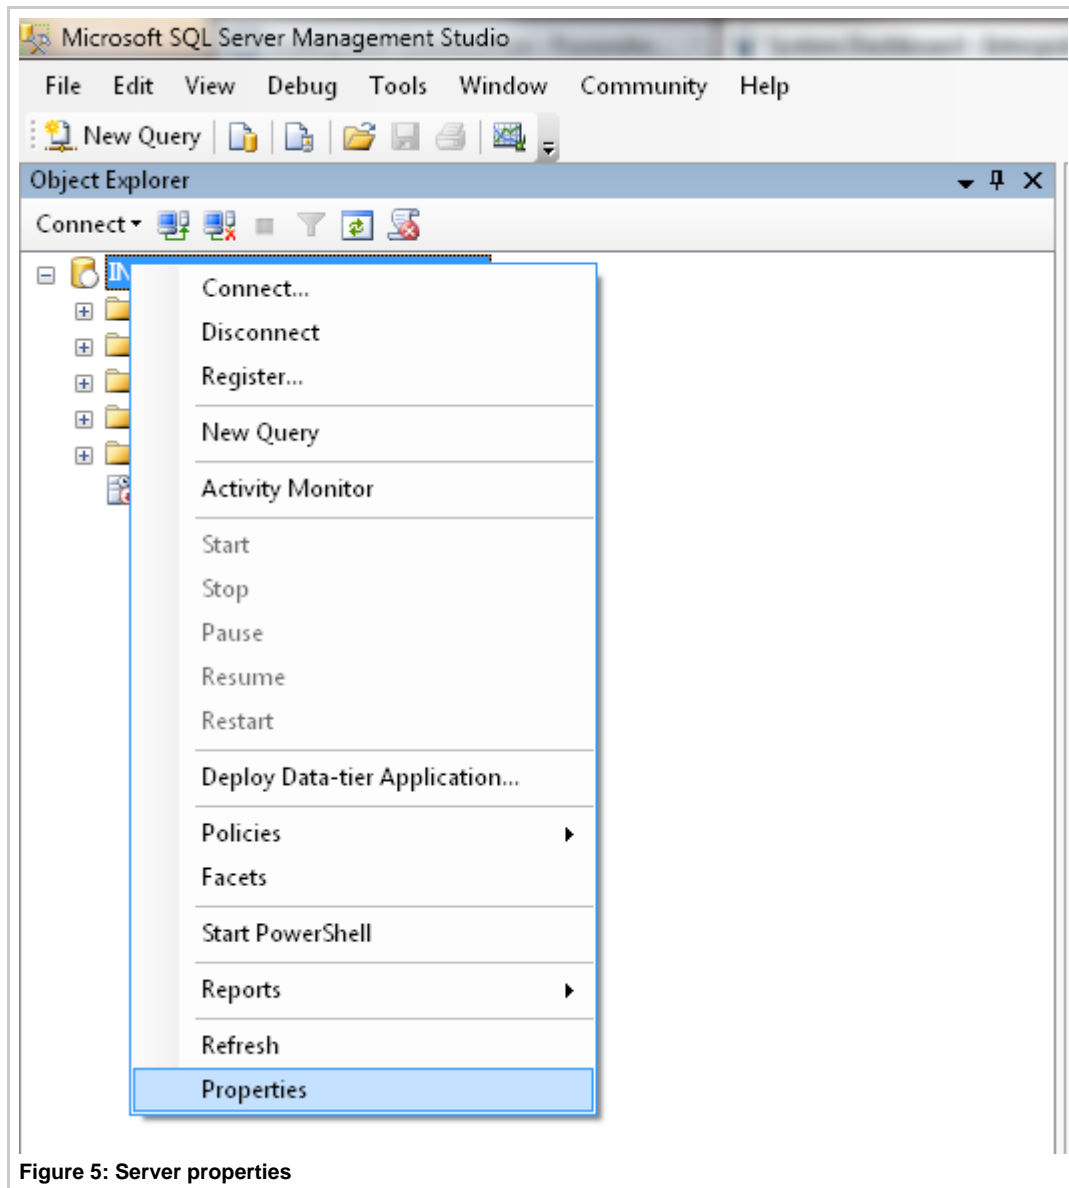 Microsoft SQL Server Management Studio
File Edit View Debug Tools Window Community Help
New Query
Object Explorer
Connect
IN
Connect...
Disconnect
Register...
New Query
Activity Monitor
Start
Stop
Pause
Resume
Restart
Deploy Data-tier Application...
Policies
Facets
Start PowerShell
Reports
Refresh
Properties
Figure 5: Server properties